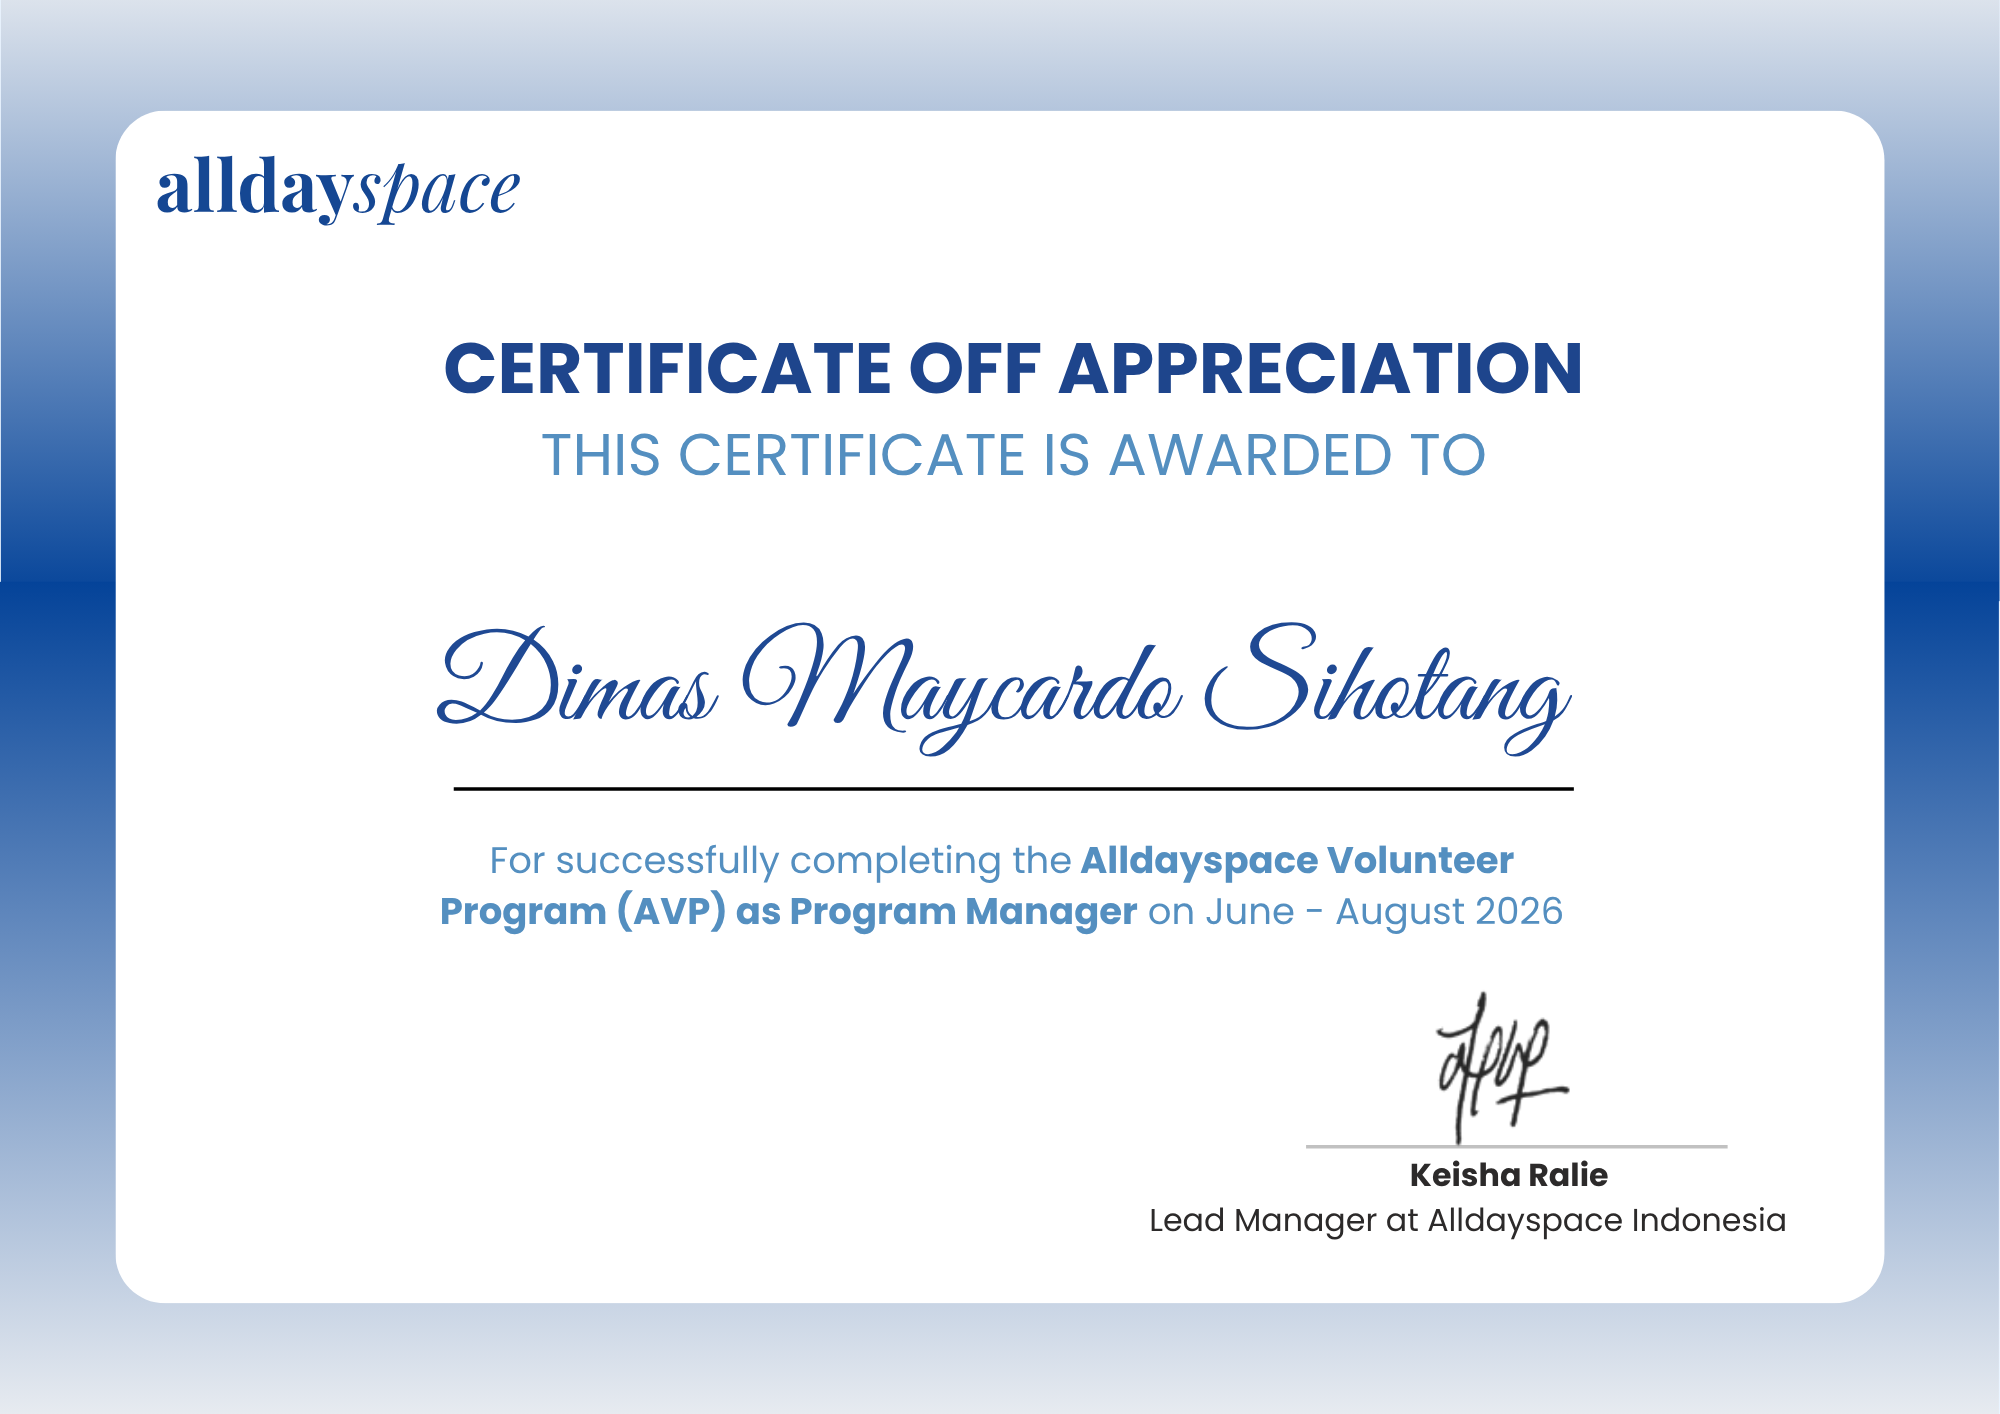 alldayspace
CERTIFICATE OFF APPRECIATION
THIS CERTIFICATE IS AWARDED TO
Dimas Maycardo Sihotang
For successfully completing the Alldayspace Volunteer
Program (AVP) as Program Manager on June - August 2026
Keisha Ralie
Lead Manager at Alldayspace Indonesia